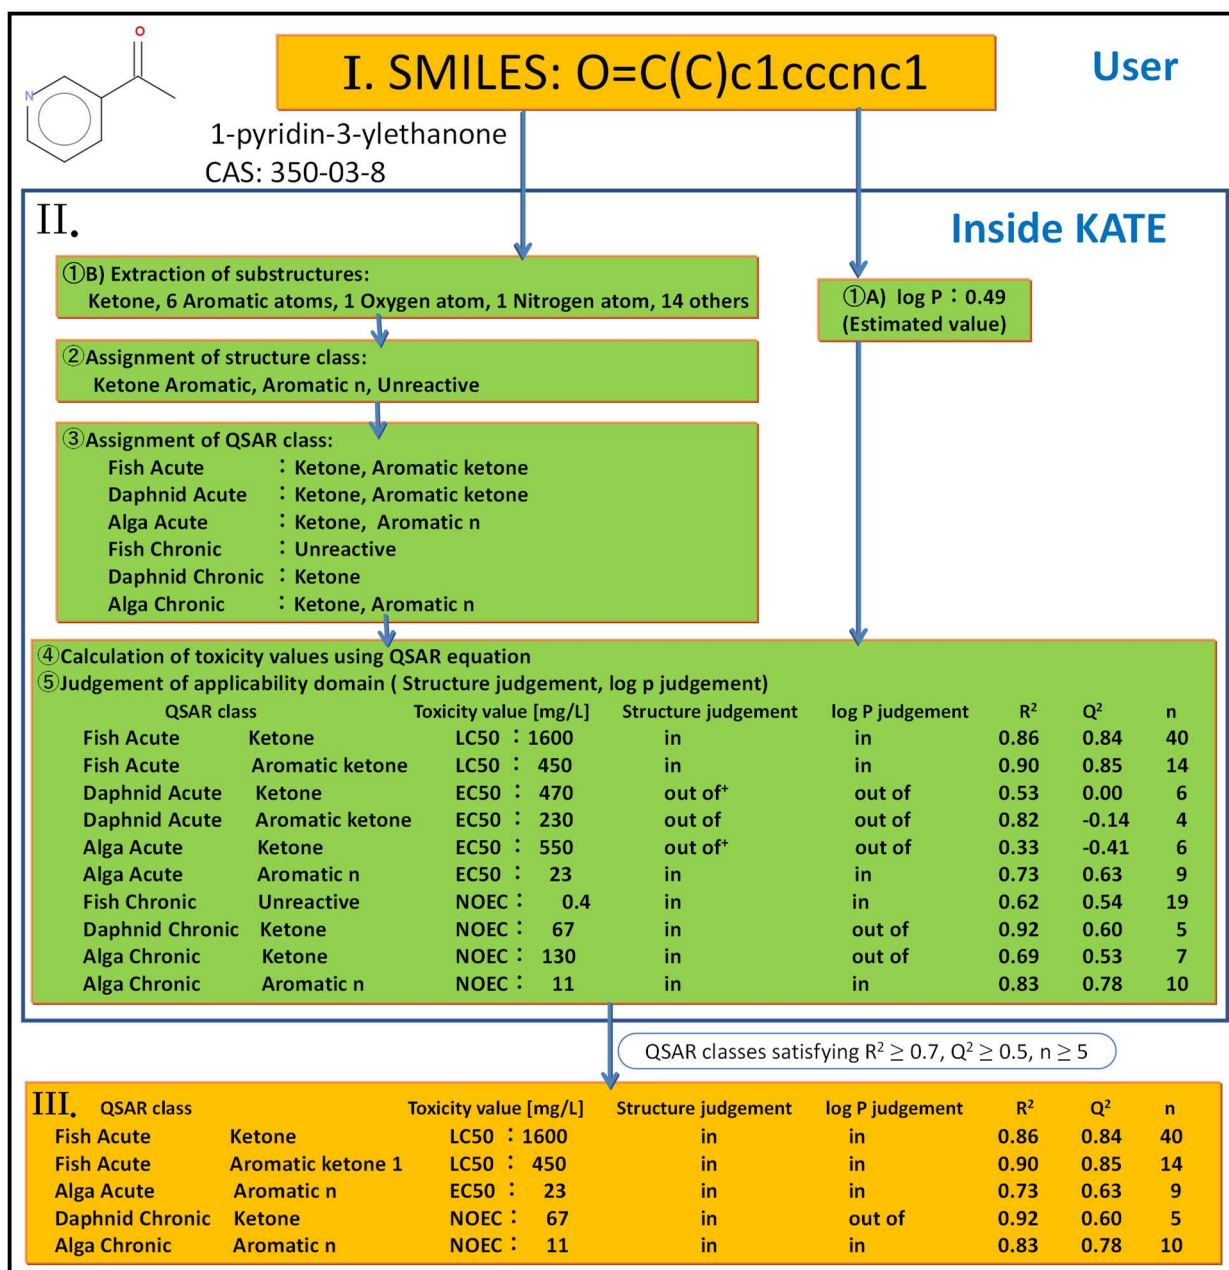 O
N
I. SMILES: O=C(C)c1cccnc1
User
1-pyridin-3-ylethanone
CAS: 350-03-8
II.
Inside KATE
①B) Extraction of substructures:
Ketone, 6 Aromatic atoms, 1 Oxygen atom, 1 Nitrogen atom, 14 others
①A) log P：0.49
(Estimated value)
②Assignment of structure class:
Ketone Aromatic, Aromatic n, Unreactive
③Assignment of QSAR class:
Fish Acute ：Ketone, Aromatic ketone
Daphnid Acute ：Ketone, Aromatic ketone
Alga Acute ：Ketone, Aromatic n
Fish Chronic ：Unreactive
Daphnid Chronic ：Ketone
Alga Chronic ：Ketone, Aromatic n
④Calculation of toxicity values using QSAR equation
⑤Judgement of applicability domain ( Structure judgement, log p judgement)
QSAR class Toxicity value [mg/L] Structure judgement log P judgement R² Q² n
Fish Acute Ketone LC50 ：1600 in in 0.86 0.84 40
Fish Acute Aromatic ketone LC50 ： 450 in in 0.90 0.85 14
Daphnid Acute Ketone EC50 ： 470 out of⁺ out of 0.53 0.00 6
Daphnid Acute Aromatic ketone EC50 ： 230 out of out of 0.82 -0.14 4
Alga Acute Ketone EC50 ： 550 out of⁺ out of 0.33 -0.41 6
Alga Acute Aromatic n EC50 ： 23 in in 0.73 0.63 9
Fish Chronic Unreactive NOEC： 0.4 in in 0.62 0.54 19
Daphnid Chronic Ketone NOEC： 67 in out of 0.92 0.60 5
Alga Chronic Ketone NOEC： 130 in out of 0.69 0.53 7
Alga Chronic Aromatic n NOEC： 11 in in 0.83 0.78 10
QSAR classes satisfying R² ≥ 0.7, Q² ≥ 0.5, n ≥ 5
III. QSAR class Toxicity value [mg/L] Structure judgement log P judgement R² Q² n
Fish Acute Ketone LC50 ：1600 in in 0.86 0.84 40
Fish Acute Aromatic ketone 1 LC50 ： 450 in in 0.90 0.85 14
Alga Acute Aromatic n EC50 ： 23 in in 0.73 0.63 9
Daphnid Chronic Ketone NOEC： 67 in out of 0.92 0.60 5
Alga Chronic Aromatic n NOEC： 11 in in 0.83 0.78 10